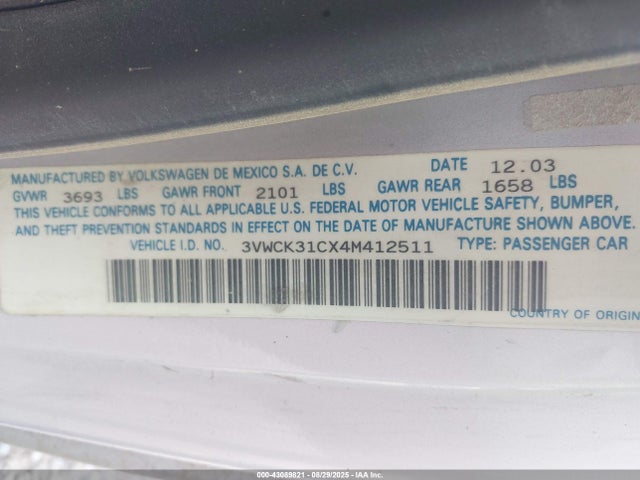 MANUFACTURED BY VOLKSWAGEN DE MEXICO S.A. DE C.V. DATE 12.03
GVWR 3693 LBS GAWR FRONT 2101 LBS GAWR REAR 1658 LBS
THIS VEHICLE CONFORMS TO ALL APPLICABLE U.S. FEDERAL MOTOR VEHICLE SAFETY, BUMPER,
AND THEFT PREVENTION STANDARDS IN EFFECT ON THE DATE OF MANUFACTURE SHOWN ABOVE.
VEHICLE I.D. NO. 3VWCK31CX4M412511 TYPE: PASSENGER CAR
COUNTRY OF ORIGIN
000-43089821 - 08/29/2025 - IAA Inc.